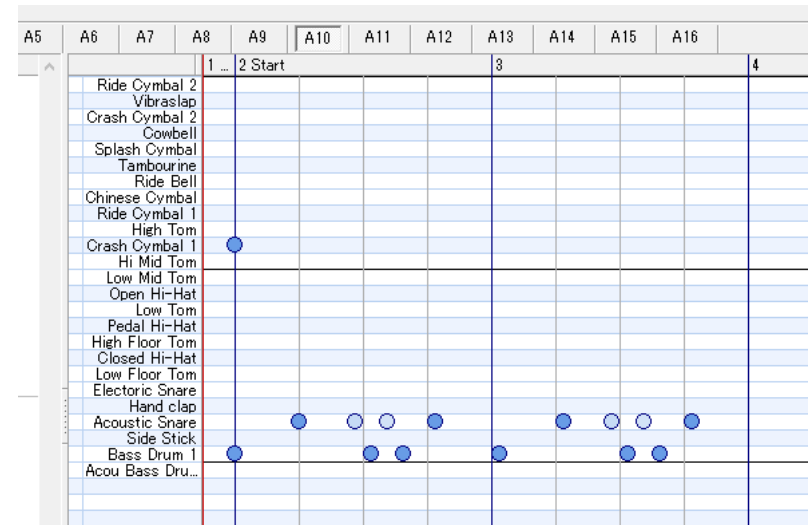 A5 A6 A7 A8 A9 A10 A11 A12 A13 A14 A15 A16
1 ... 2 Start 3 4
Ride Cymbal 2
Vibraslap
Crash Cymbal 2
Cowbell
Splash Cymbal
Tambourine
Ride Bell
Chinese Cymbal
Ride Cymbal 1
High Tom
Crash Cymbal 1
Hi Mid Tom
Low Mid Tom
Open Hi-Hat
Low Tom
Pedal Hi-Hat
High Floor Tom
Closed Hi-Hat
Low Floor Tom
Electoric Snare
Hand clap
Acoustic Snare
Side Stick
Bass Drum 1
Acou Bass Dru...